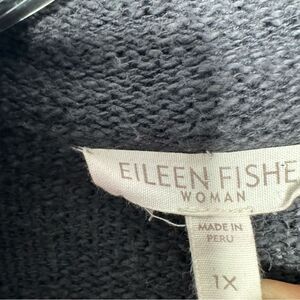 EILEEN FISHE
WOMAN
MADE IN
PERU
1X